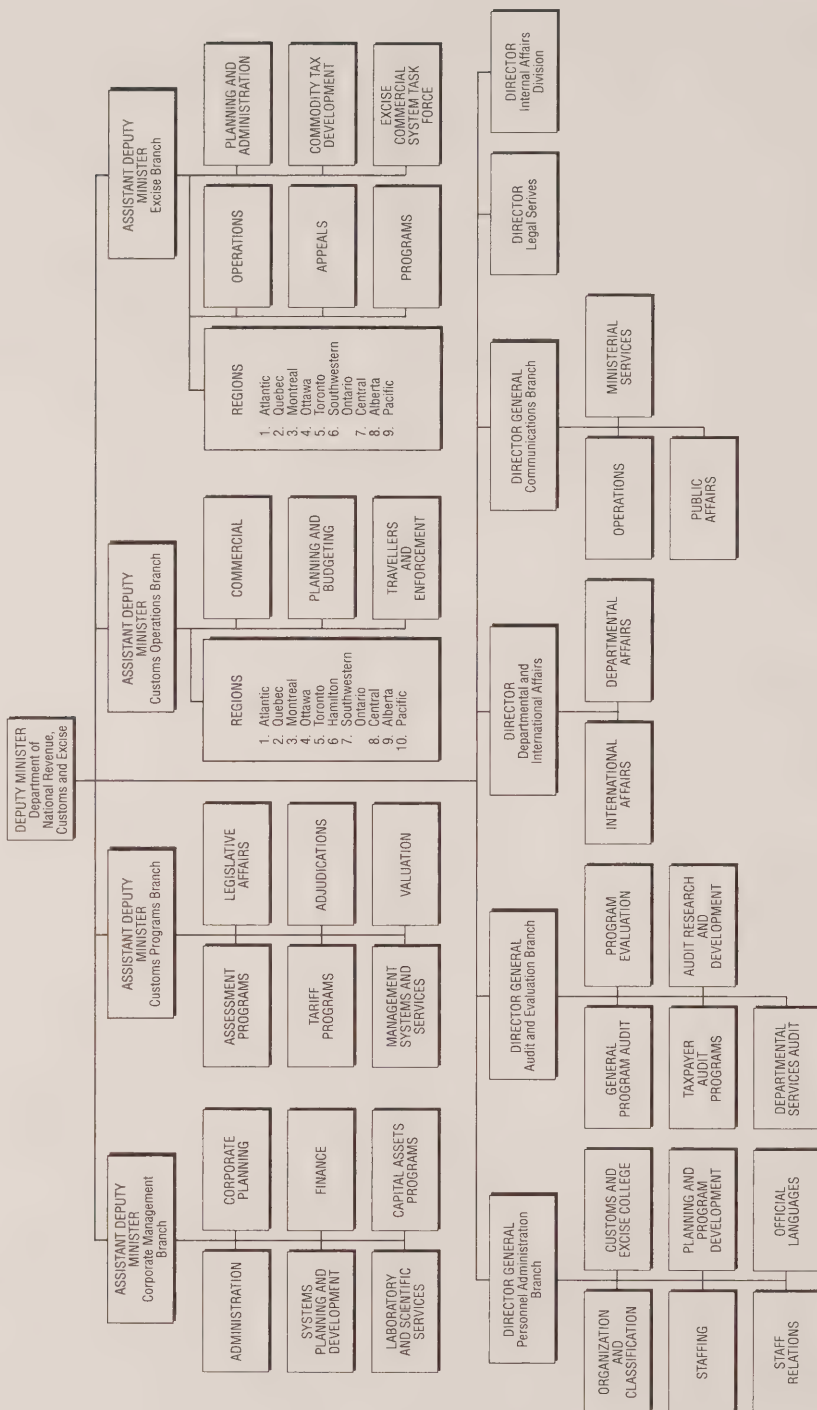 DEPUTY MINISTER
Department of
National Revenue,
Customs and Excise
ASSISTANT DEPUTY
MINISTER
Corporate Management
Branch
ADMINISTRATION
CORPORATE
PLANNING
SYSTEMS
PLANNING AND
DEVELOPMENT
FINANCE
LABORATORY
AND SCIENTIFIC
SERVICES
CAPITAL ASSETS
PROGRAMS
ASSISTANT DEPUTY
MINISTER
Customs Programs Branch
ASSESSMENT
PROGRAMS
LEGISLATIVE
AFFAIRS
TARIFF
PROGRAMS
ADJUDICATIONS
MANAGEMENT
SYSTEMS AND
SERVICES
VALUATION
ASSISTANT DEPUTY
MINISTER
Customs Operations Branch
REGIONS
1. Atlantic
2. Quebec
3. Montreal
4. Ottawa
5. Toronto
6 Hamilton
7. Southwestern
Ontario
8. Central
9. Alberta
10. Pacific
COMMERCIAL
PLANNING AND
BUDGETING
TRAVELLERS
AND
ENFORCEMENT
ASSISTANT DEPUTY
MINISTER
Excise Branch
REGIONS
1. Atlantic
2. Quebec
3. Montreal
4. Ottawa
5. Toronto
6. Southwestern
Ontario
7. Central
8. Alberta
9. Pacific
OPERATIONS
PLANNING AND
ADMINISTRATION
APPEALS
COMMODITY TAX
DEVELOPMENT
PROGRAMS
EXCISE
COMMERCIAL
SYSTEM TASK
FORCE
DIRECTOR GENERAL
Personnel Administration
Branch
ORGANIZATION
AND
CLASSIFICATION
CUSTOMS AND
EXCISE COLLEGE
STAFFING
PLANNING AND
PROGRAM
DEVELOPMENT
STAFF
RELATIONS
OFFICIAL
LANGUAGES
DIRECTOR GENERAL
Audit and Evaluation Branch
GENERAL
PROGRAM AUDIT
PROGRAM
EVALUATION
TAXPAYER
AUDIT
PROGRAMS
AUDIT RESEARCH
AND
DEVELOPMENT
DEPARTMENTAL
SERVICES AUDIT
DIRECTOR
Departmental and
International Affairs
INTERNATIONAL
AFFAIRS
DEPARTMENTAL
AFFAIRS
DIRECTOR GENERAL
Communications Branch
OPERATIONS
MINISTERIAL
SERVICES
PUBLIC
AFFAIRS
DIRECTOR
Legal Serives
DIRECTOR
Internal Affairs
Division